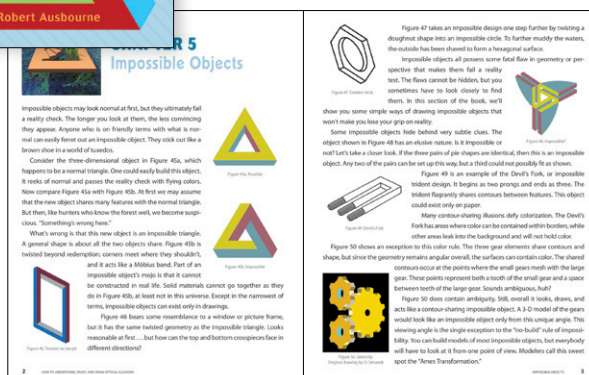 Robert Ausbourne
CHAPTER 5
Impossible Objects
Impossible objects may look normal at first, but they ultimately fail
a reality check. The longer you look at them, the less convincing
they appear. Anyone who is on friendly terms with what is nor-
mal can easily ferret out an impossible object. They stick out like a
brown shoe in a world of tuxedos.
Consider the three-dimensional object in Figure 45a, which
happens to be a normal triangle. One could easily build this object.
It reeks of normal and passes the reality check with flying colors.
Now compare Figure 45a with Figure 45b. At first we may assume
that the new object shares many features with the normal triangle.
But then, like hunters who know the forest well, we become suspi-
cious. "Something's wrong here."
What's wrong is that this new object is an impossible triangle.
A general shape is about all the two objects share. Figure 45b is
twisted beyond redemption; corners meet where they shouldn't,
and it acts like a Möbius band. Part of an
impossible object's mojo is that it cannot
be constructed in real life. Solid materials cannot go together as they
do in Figure 45b, at least not in this universe. Except in the narrowest of
terms, impossible objects can exist only in drawings.
Figure 46 bears some resemblance to a window or picture frame,
but it has the same twisted geometry as the impossible triangle. Looks
reasonable at first ... but how can the top and bottom crosspieces face in
different directions?
Figure 45a Possible
Figure 45b Impossible
Figure 46 Twisted rectangle
2
HOW TO UNDERSTAND, ENJOY, AND DRAW OPTICAL ILLUSIONS
Figure 47 takes an impossible design one step further by twisting a
doughnut shape into an impossible circle. To further muddy the waters,
the outside has been shaved to form a hexagonal surface.
Impossible objects all possess some fatal flaw in geometry or per-
spective that makes them fail a reality
test. The flaws cannot be hidden, but you
sometimes have to look closely to find
them. In this section of the book, we'll
show you some simple ways of drawing impossible objects that
won't make you lose your grip on reality.
Some impossible objects hide behind very subtle clues. The
object shown in Figure 48 has an elusive nature. Is it impossible or
not? Let's take a closer look. If the three pairs of pie shapes are identical, then this is an impossible
object. Any two of the pairs can be set up this way, but a third could not possibly fit as shown.
Figure 49 is an example of the Devil's Fork, or impossible
trident design. It begins as two prongs and ends as three. The
trident flagrantly shares contours between features. This object
could exist only on paper.
Many contour-sharing illusions defy colorization. The Devil's
Fork has areas where color can be contained within borders, while
other areas leak into the background and will not hold color.
Figure 50 shows an exception to this color rule. The three gear elements share contours and
shape, but since the geometry remains angular overall, the surfaces can contain color. The shared
contours occur at the points where the small gears mesh with the large
gear. These points represent both a tooth of the small gear and a space
between teeth of the large gear. Sounds ambiguous, huh?
Figure 50 does contain ambiguity. Still, overall it looks, draws, and
acts like a contour-sharing impossible object. A 3-D model of the gears
would look like an impossible object only from this unique angle. This
viewing angle is the single exception to the "no-build" rule of impossi-
bility. You can build models of most impossible objects, but everybody
will have to look at it from one point of view. Modelers call this sweet
spot the "Ames Transformation."
Figure 47 Twisted circle
Figure 48 Impossible?
Figure 49 Devil's Fork
Figure 50 Gearsby
IMPOSSIBLE OBJECTS
3